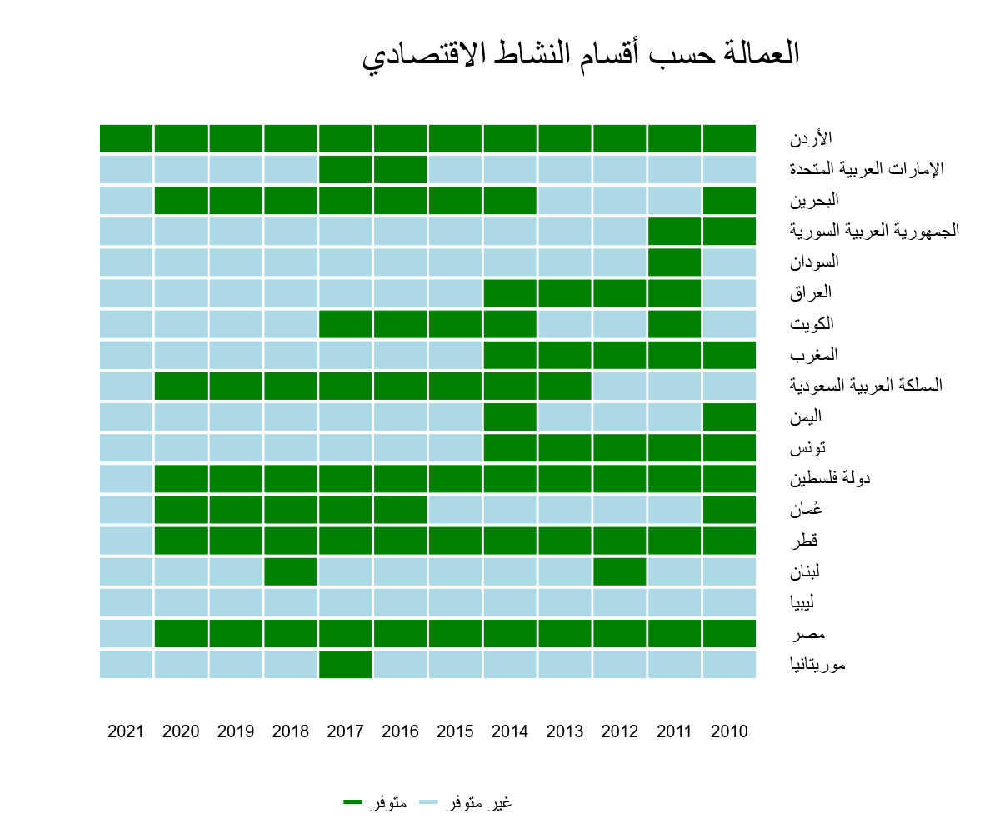 العمالة حسب أقسام النشاط الاقتصادي
الأردن
الإمارات العربية المتحدة
البحرين
الجمهورية العربية السورية
السودان
العراق
الكويت
المغرب
المملكة العربية السعودية
اليمن
تونس
دولة فلسطين
عُمان
قطر
لبنان
ليبيا
مصر
موريتانيا
2021 2020 2019 2018 2017 2016 2015 2014 2013 2012 2011 2010
متوفر غير متوفر